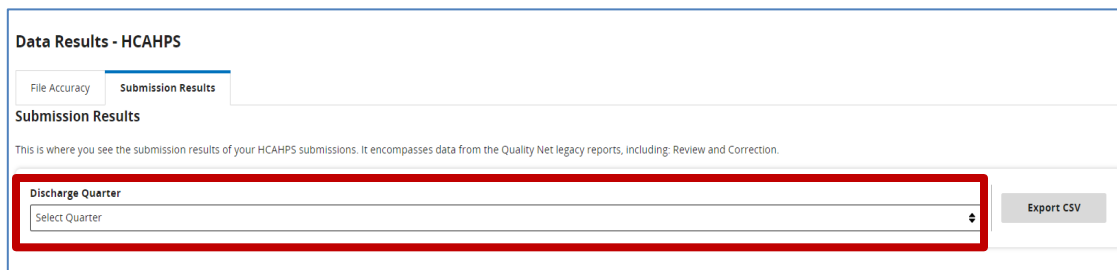 Data Results - HCAHPS
File Accuracy
Submission Results
Submission Results
This is where you see the submission results of your HCAHPS submissions. It encompasses data from the Quality Net legacy reports, including: Review and Correction.
Discharge Quarter
Select Quarter
Export CSV